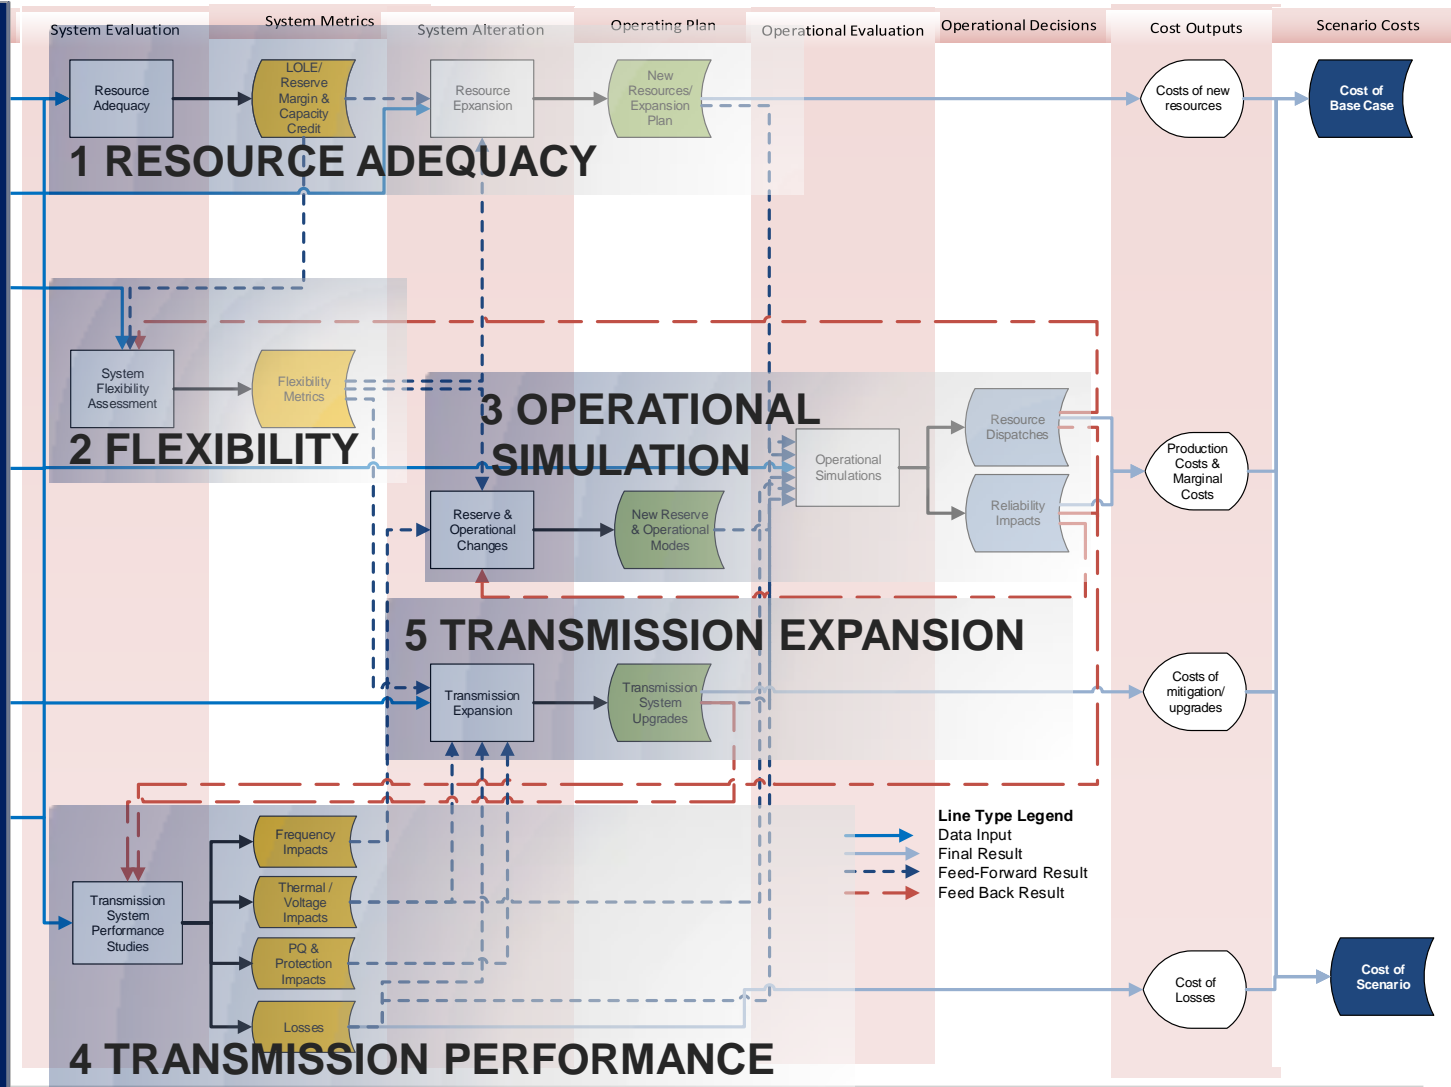 System Evaluation
System Metrics
System Alteration
Operating Plan
Operational Evaluation
Operational Decisions
Cost Outputs
Scenario Costs
Resource
Adequacy
LOLE/
Reserve
Margin &
Capacity
Credit
Resource
Epxansion
New
Resources/
Expansion
Plan
Costs of new
resources
Cost of
Base Case
1 RESOURCE ADEQUACY
System
Flexibility
Assessment
Flexibility
Metrics
2 FLEXIBILITY
3 OPERATIONAL
SIMULATION
Operational
Simulations
Resource
Dispatches
Reliability
Impacts
Production
Costs &
Marginal
Costs
Reserve &
Operational
Changes
New Reserve
& Operational
Modes
5 TRANSMISSION EXPANSION
Transmission
Expansion
Transmission
System
Upgrades
Costs of
mitigation/
upgrades
Line Type Legend
Data Input
Final Result
Feed-Forward Result
Feed Back Result
Transmission
System
Performance
Studies
Frequency
Impacts
Thermal /
Voltage
Impacts
PQ &
Protection
Impacts
Losses
Cost of
Losses
Cost of
Scenario
4 TRANSMISSION PERFORMANCE